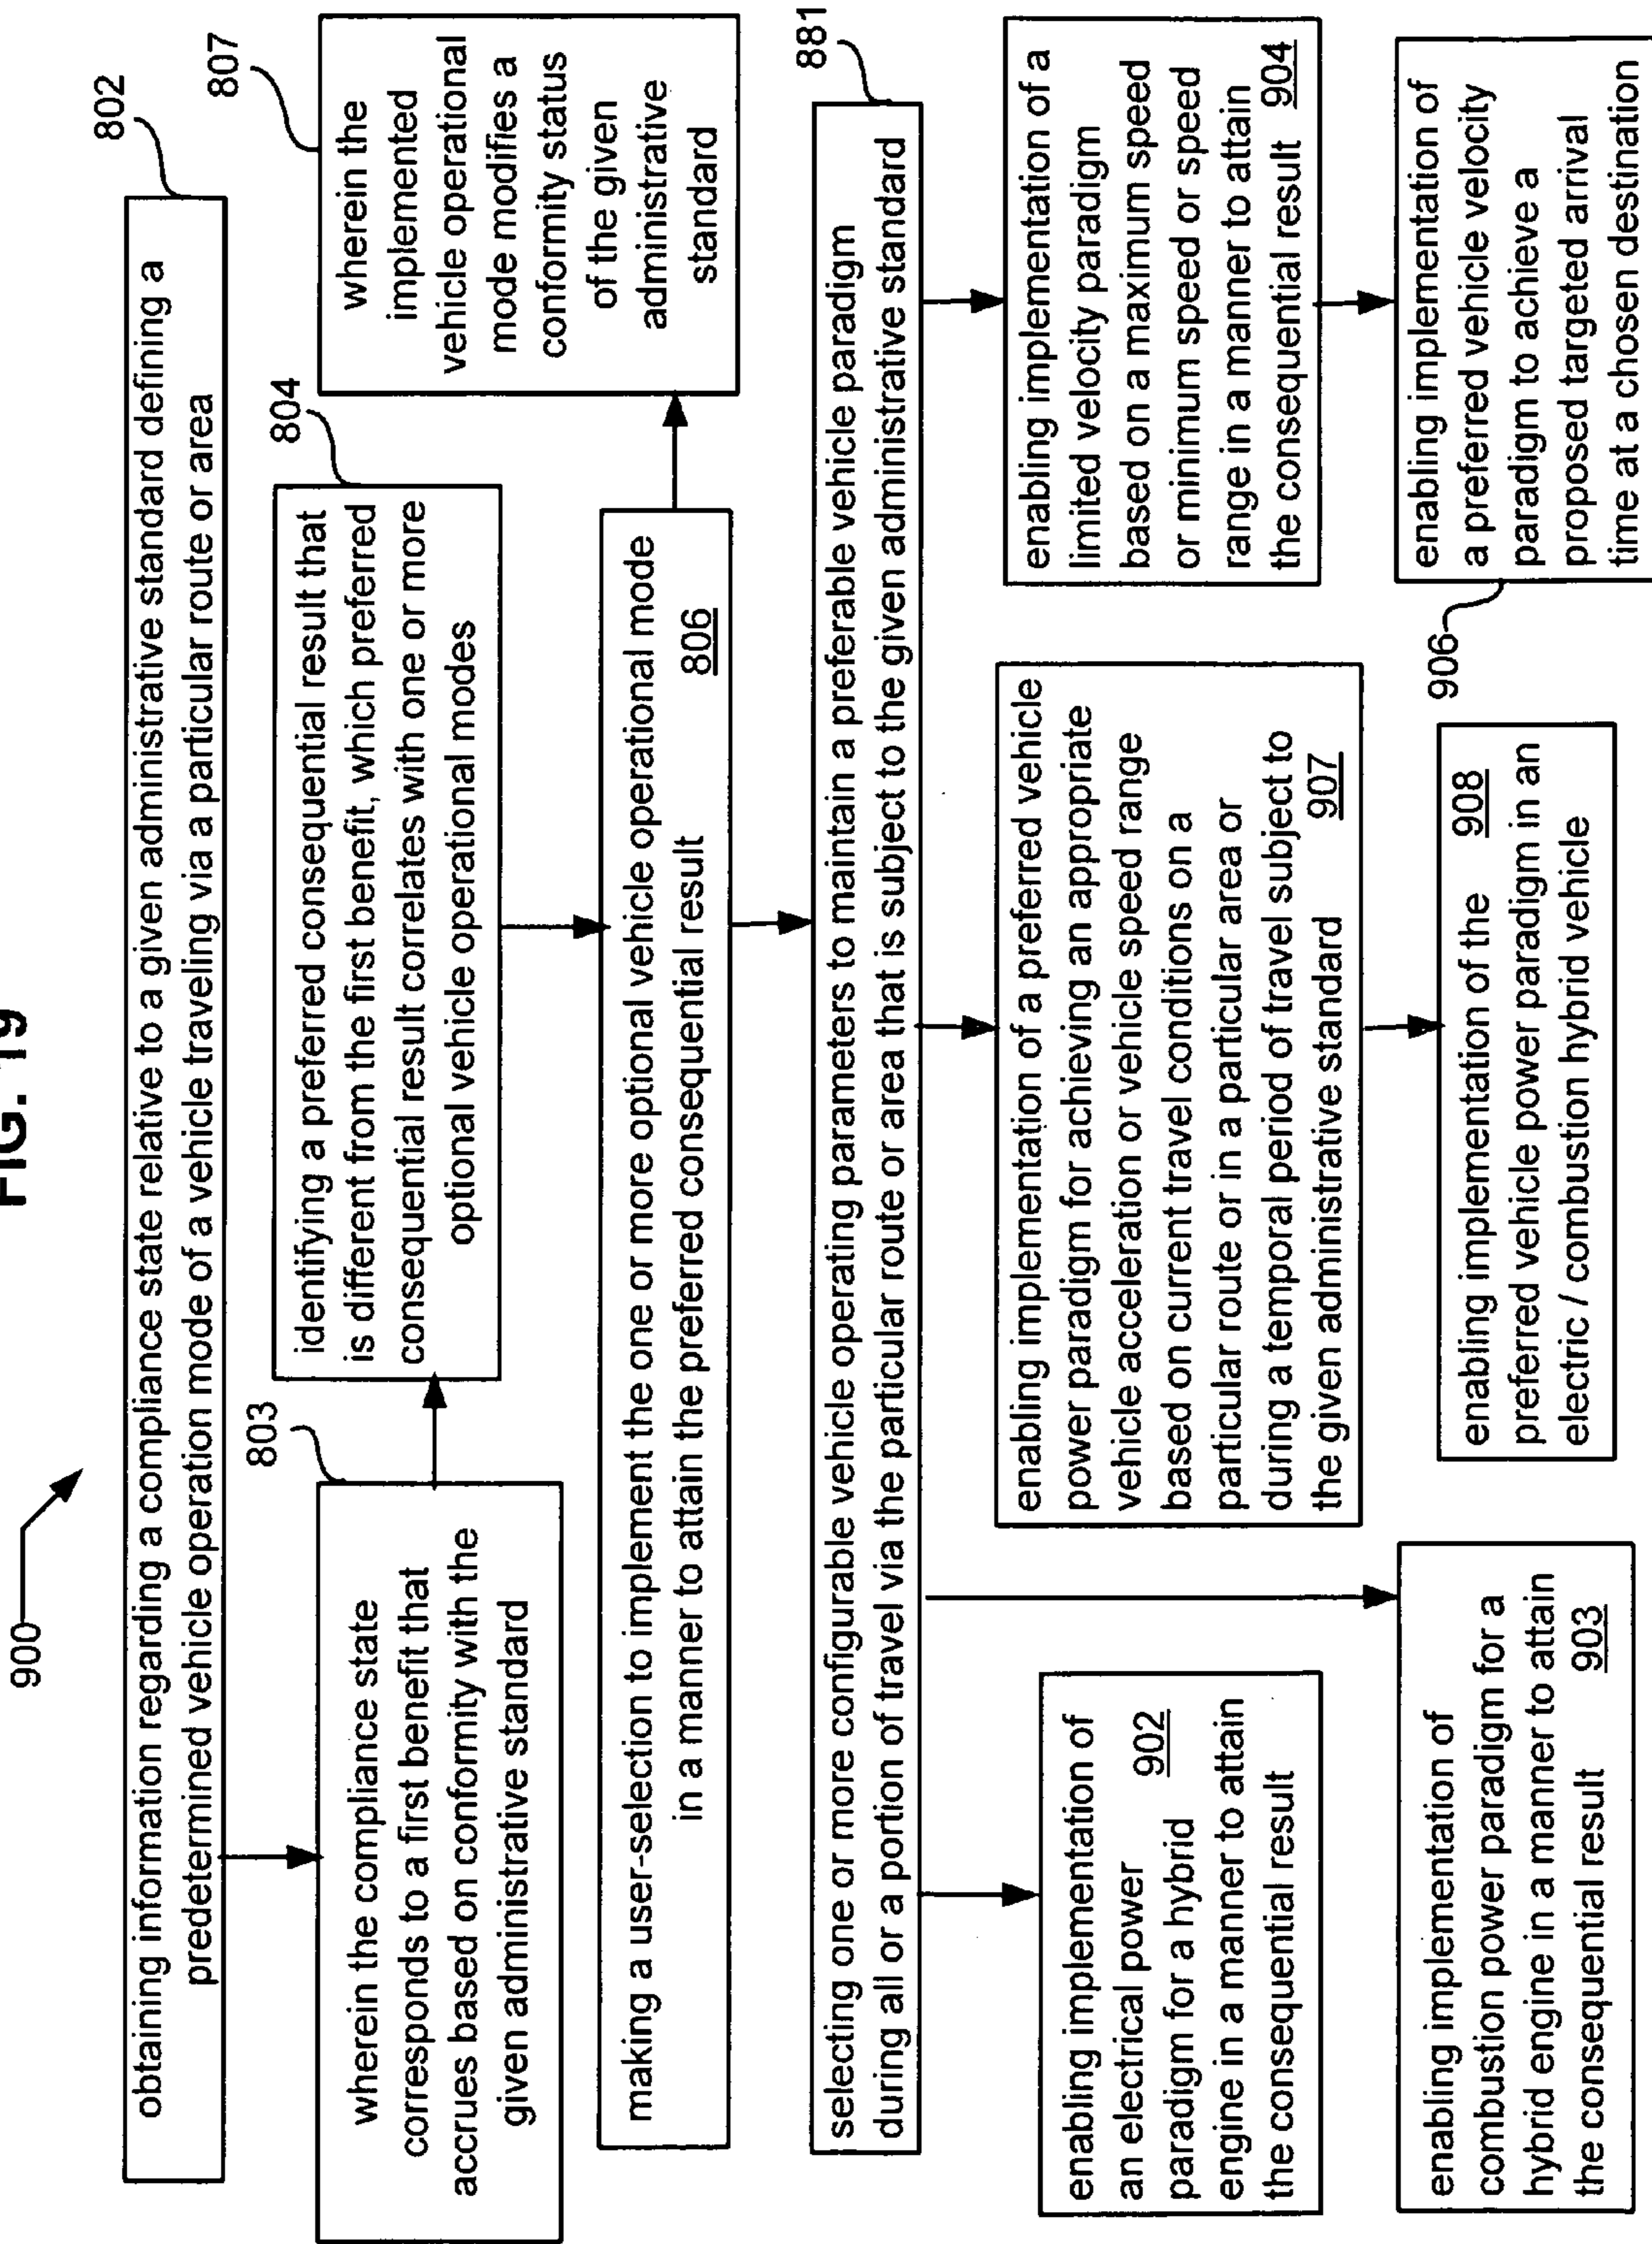 FIG. 19
900
802
obtaining information regarding a compliance state relative to a given administrative standard defining a
predetermined vehicle operation mode of a vehicle traveling via a particular route or area
803
wherein the compliance state
corresponds to a first benefit that
accrues based on conformity with the
given administrative standard
804
identifying a preferred consequential result that
is different from the first benefit, which preferred
consequential result correlates with one or more
optional vehicle operational modes
807
wherein the
implemented
vehicle operational
mode modifies a
conformity status
of the given
administrative
standard
making a user-selection to implement the one or more optional vehicle operational mode
in a manner to attain the preferred consequential result 806
881
selecting one or more configurable vehicle operating parameters to maintain a preferable vehicle paradigm
during all or a portion of travel via the particular route or area that is subject to the given administrative standard
enabling implementation of
an electrical power 902
paradigm for a hybrid
engine in a manner to attain
the consequential result
enabling implementation of
combustion power paradigm for a
hybrid engine in a manner to attain
the consequential result 903
enabling implementation of a preferred vehicle
power paradigm for achieving an appropriate
vehicle acceleration or vehicle speed range
based on current travel conditions on a
particular route or in a particular area or
during a temporal period of travel subject to
the given administrative standard 907
enabling implementation of the 908
preferred vehicle power paradigm in an
electric / combustion hybrid vehicle
enabling implementation of a
limited velocity paradigm
based on a maximum speed
or minimum speed or speed
range in a manner to attain
the consequential result 904
906
enabling implementation of
a preferred vehicle velocity
paradigm to achieve a
proposed targeted arrival
time at a chosen destination